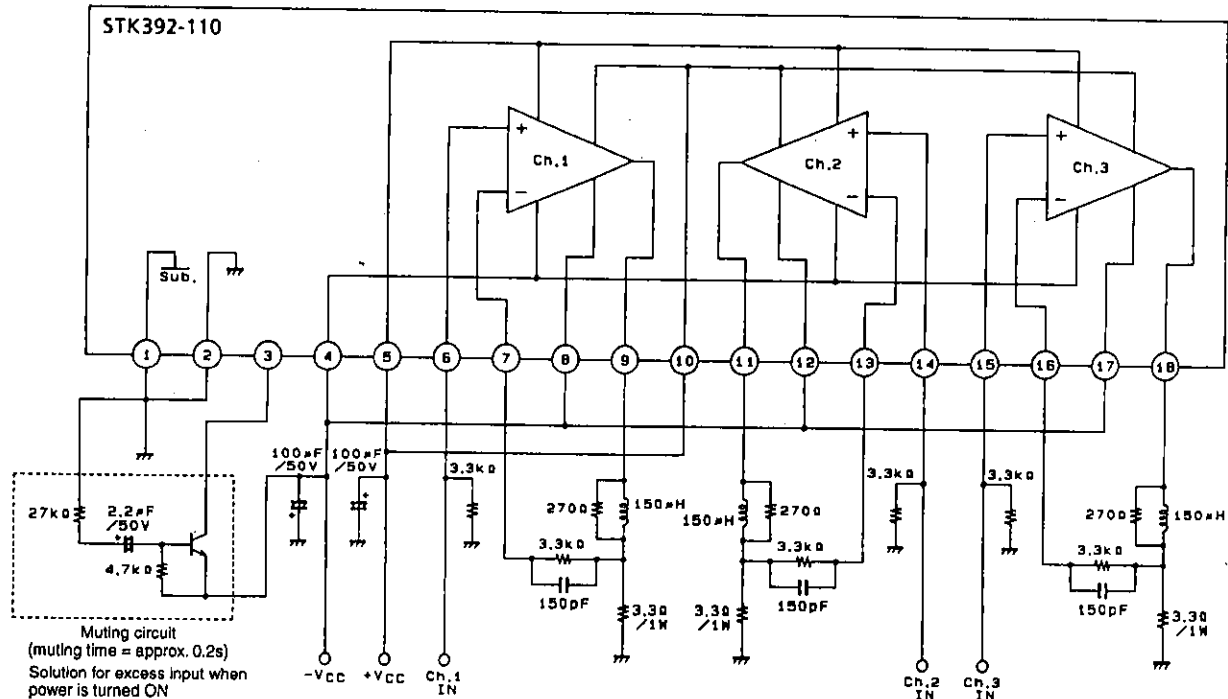 STK392-110
Ch.1
Ch.2
Ch.3
+
−
+
−
+
−
Sub.
1 2 3 4 5 6 7 8 9 10 11 12 13 14 15 16 17 18
100µF
/50V
100µF
/50V
3.3kΩ
3.3kΩ
3.3kΩ
27kΩ
2.2µF
/50V
+
4.7kΩ
+
+
270Ω
150µH
150µH
270Ω
270Ω
150µH
3.3kΩ
150pF
3.3kΩ
150pF
3.3kΩ
150pF
3.3Ω
/1W
3.3Ω
/1W
3.3Ω
/1W
Muting circuit
(muting time = approx. 0.2s)
Solution for excess input when
power is turned ON
−VCC
+VCC
Ch.1
IN
Ch.2
IN
Ch.3
IN